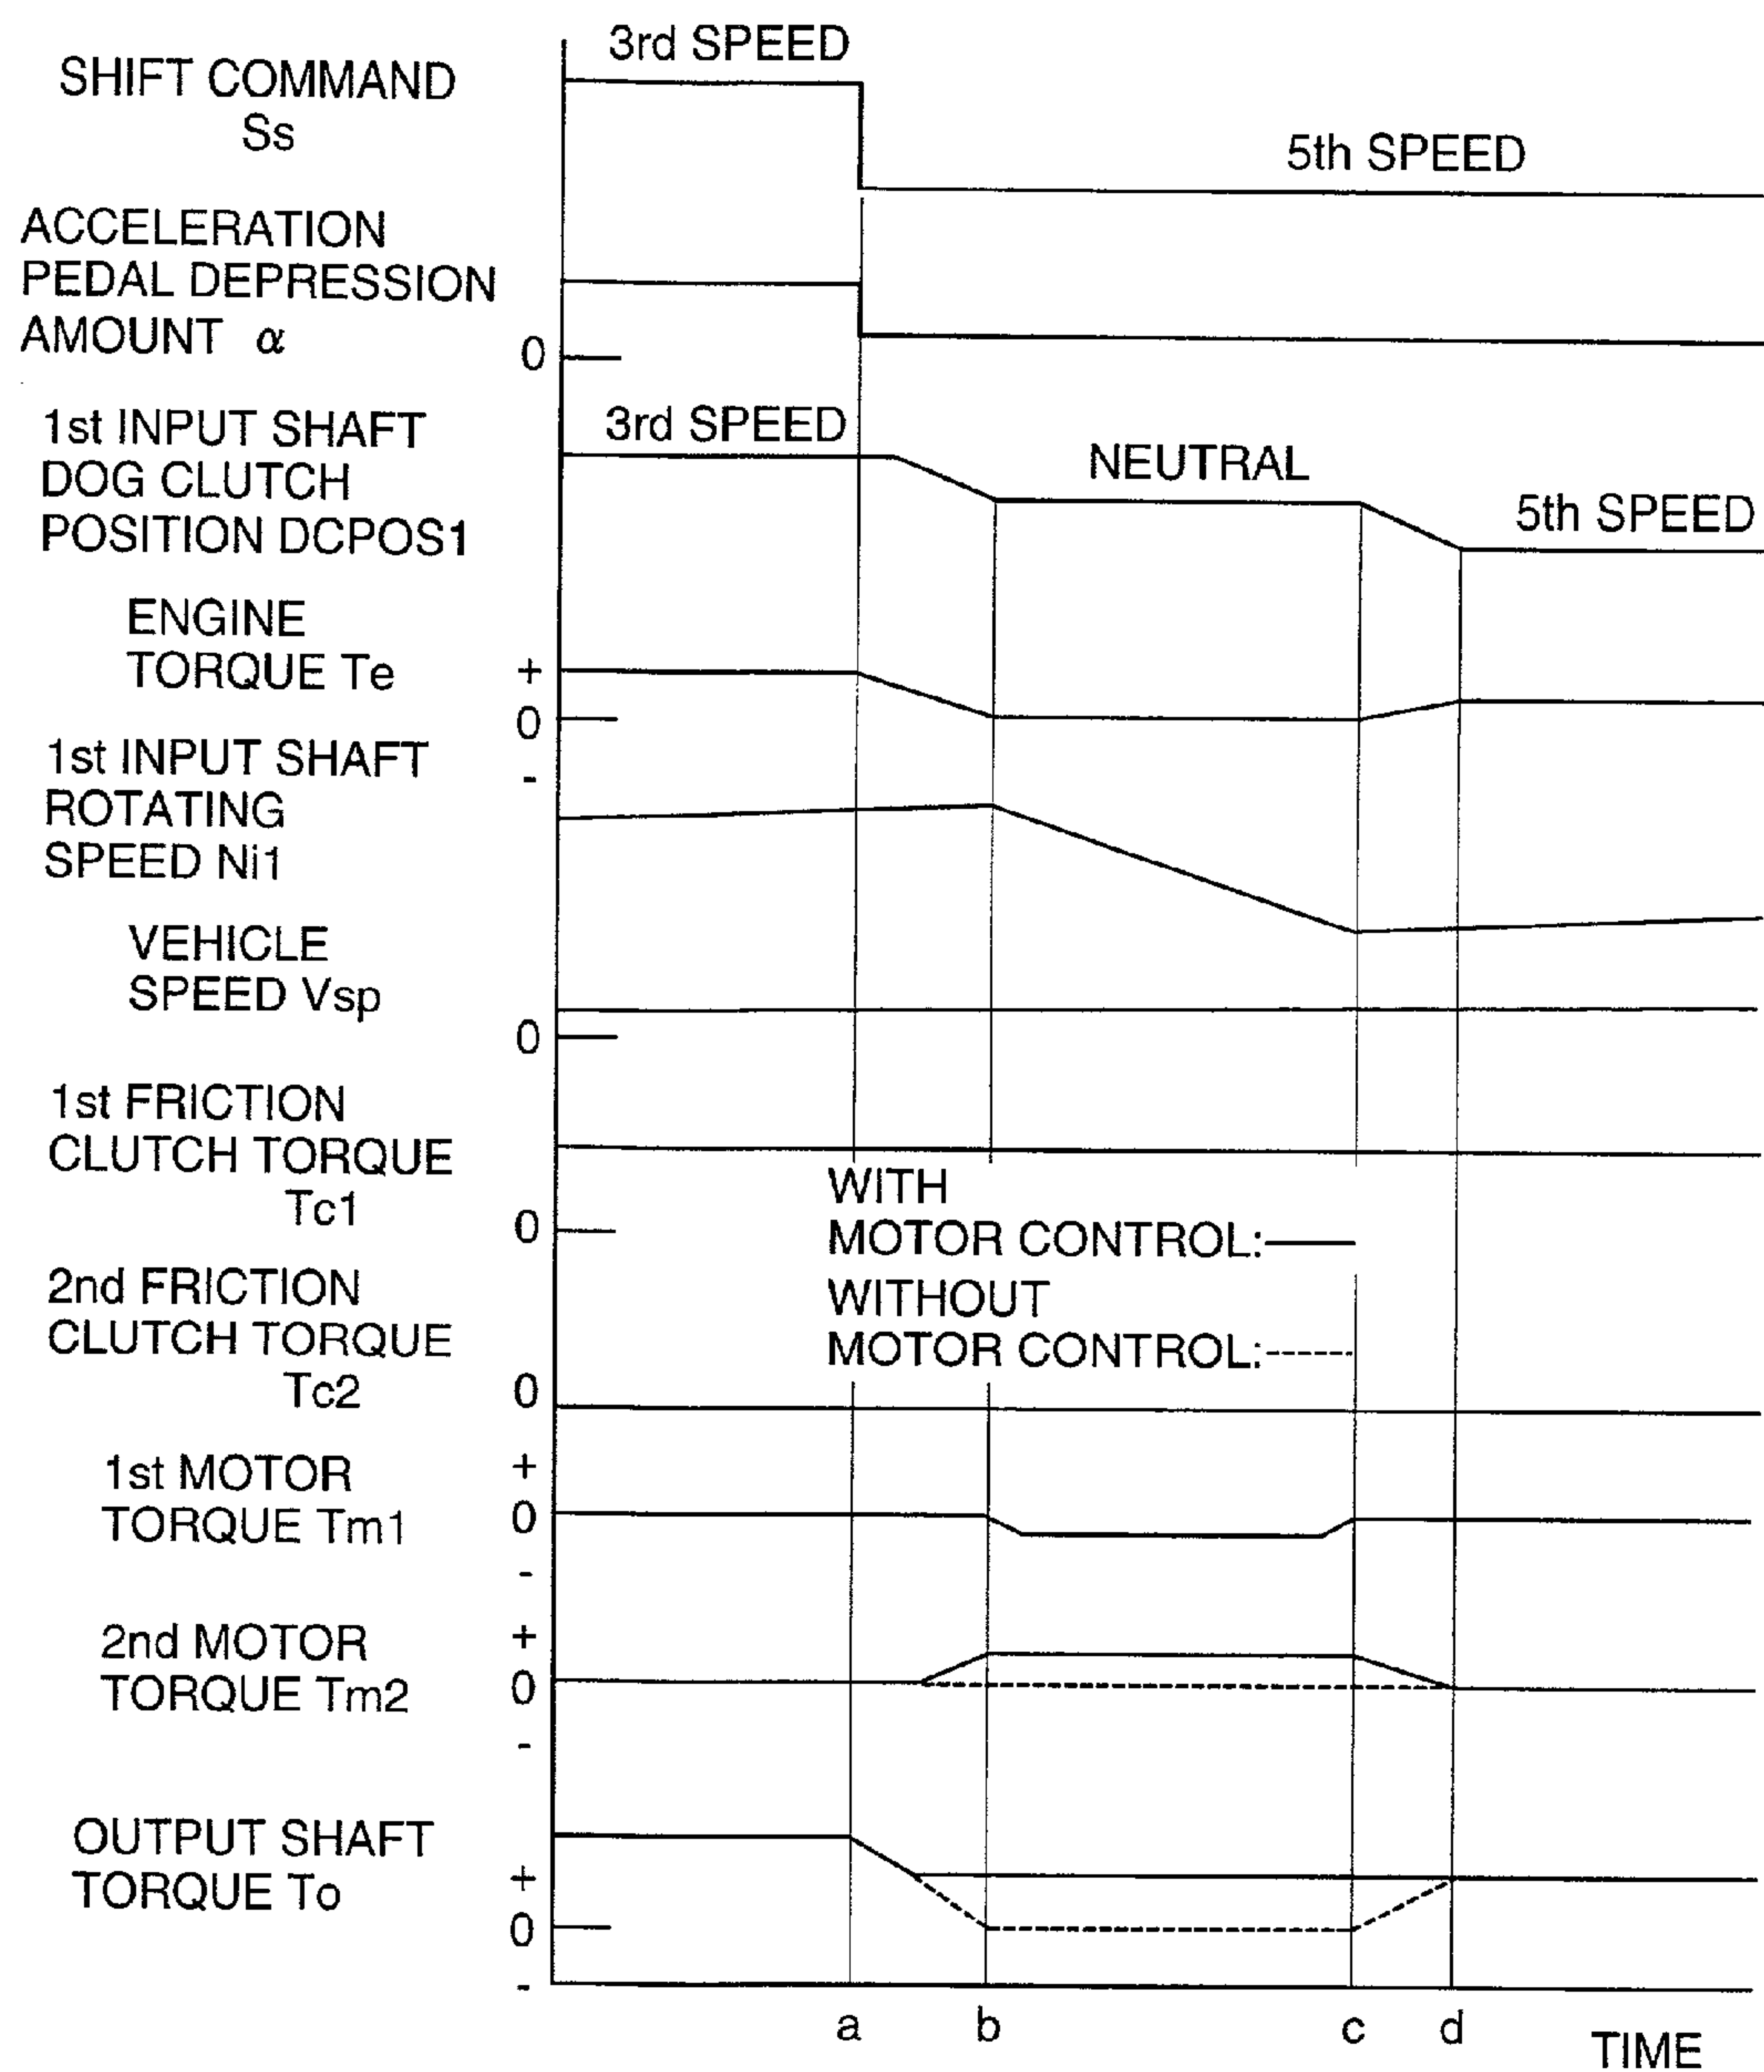 3rd SPEED
SHIFT COMMAND
Ss
5th SPEED
ACCELERATION
PEDAL DEPRESSION
AMOUNT α
0
1st INPUT SHAFT
DOG CLUTCH
POSITION DCPOS1
3rd SPEED
NEUTRAL
5th SPEED
ENGINE
TORQUE Te
+
0
-
1st INPUT SHAFT
ROTATING
SPEED Ni1
VEHICLE
SPEED Vsp
0
1st FRICTION
CLUTCH TORQUE
Tc1
0
WITH
MOTOR CONTROL:
WITHOUT
MOTOR CONTROL:
2nd FRICTION
CLUTCH TORQUE
Tc2
0
1st MOTOR
TORQUE Tm1
+
0
-
2nd MOTOR
TORQUE Tm2
+
0
-
OUTPUT SHAFT
TORQUE To
+
0
-
a b c d
TIME